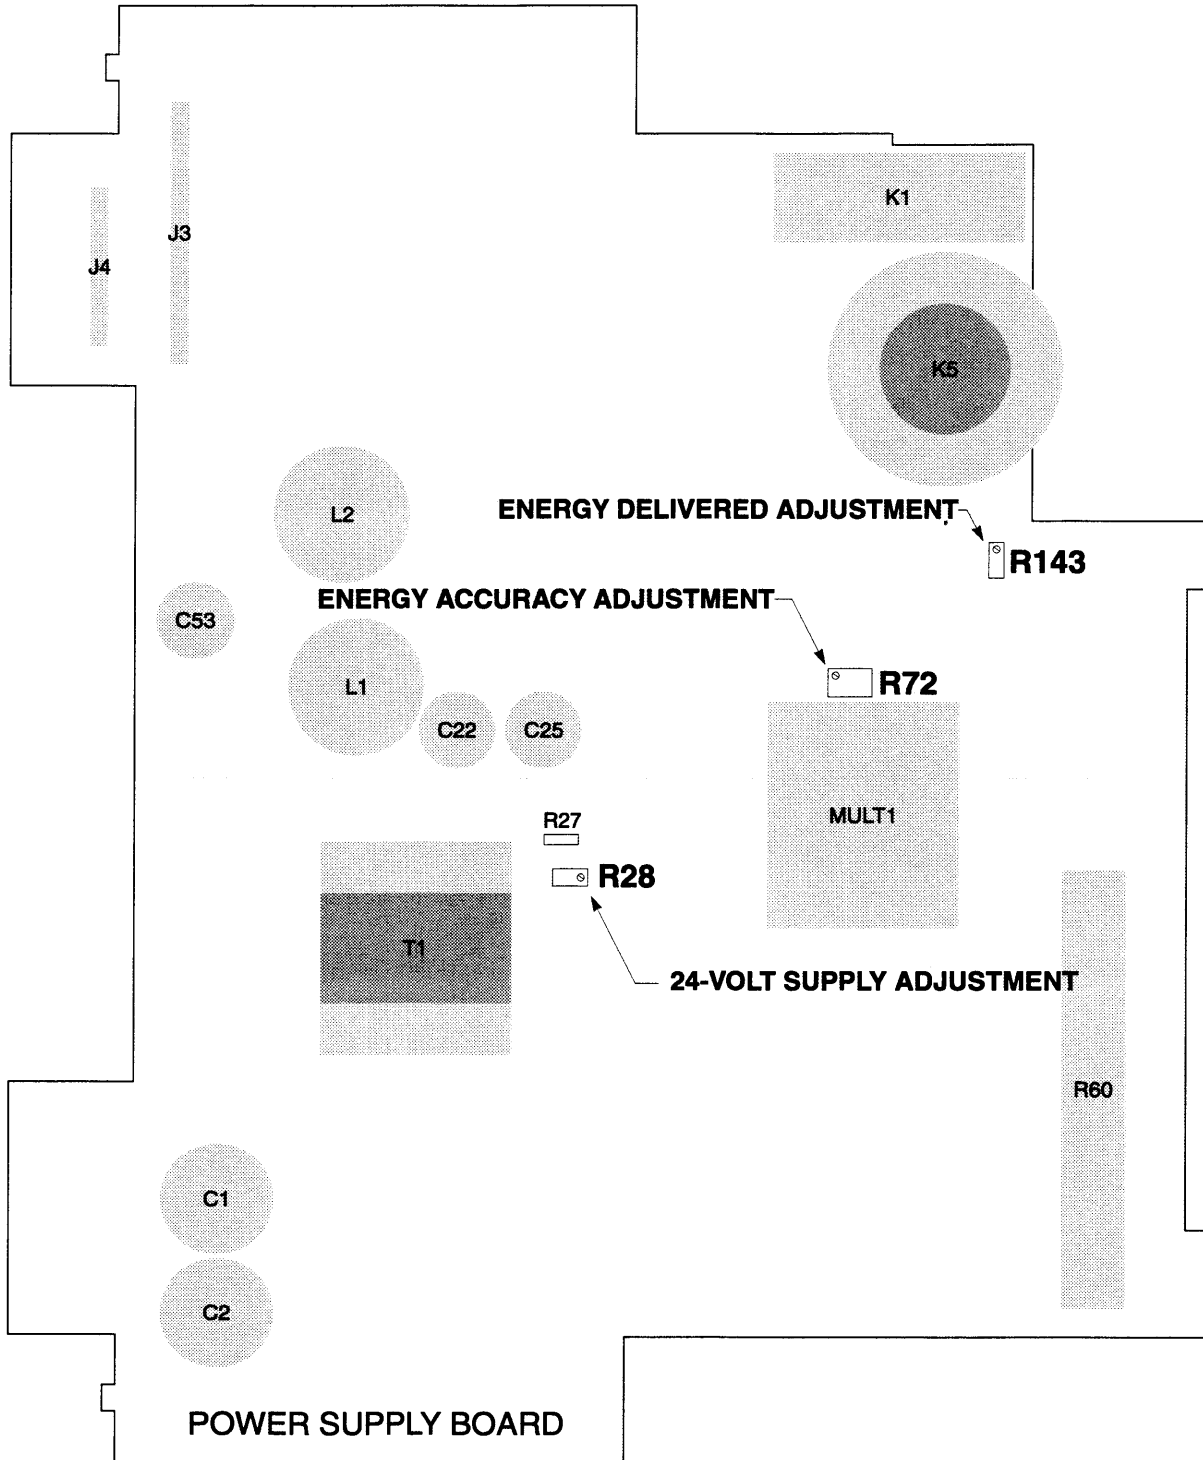 K1
J3
J4
K5
ENERGY DELIVERED ADJUSTMENT
L2
R143
ENERGY ACCURACY ADJUSTMENT
C53
R72
L1
C22
C25
MULT1
R27
R28
T1
24-VOLT SUPPLY ADJUSTMENT
R60
C1
C2
POWER SUPPLY BOARD